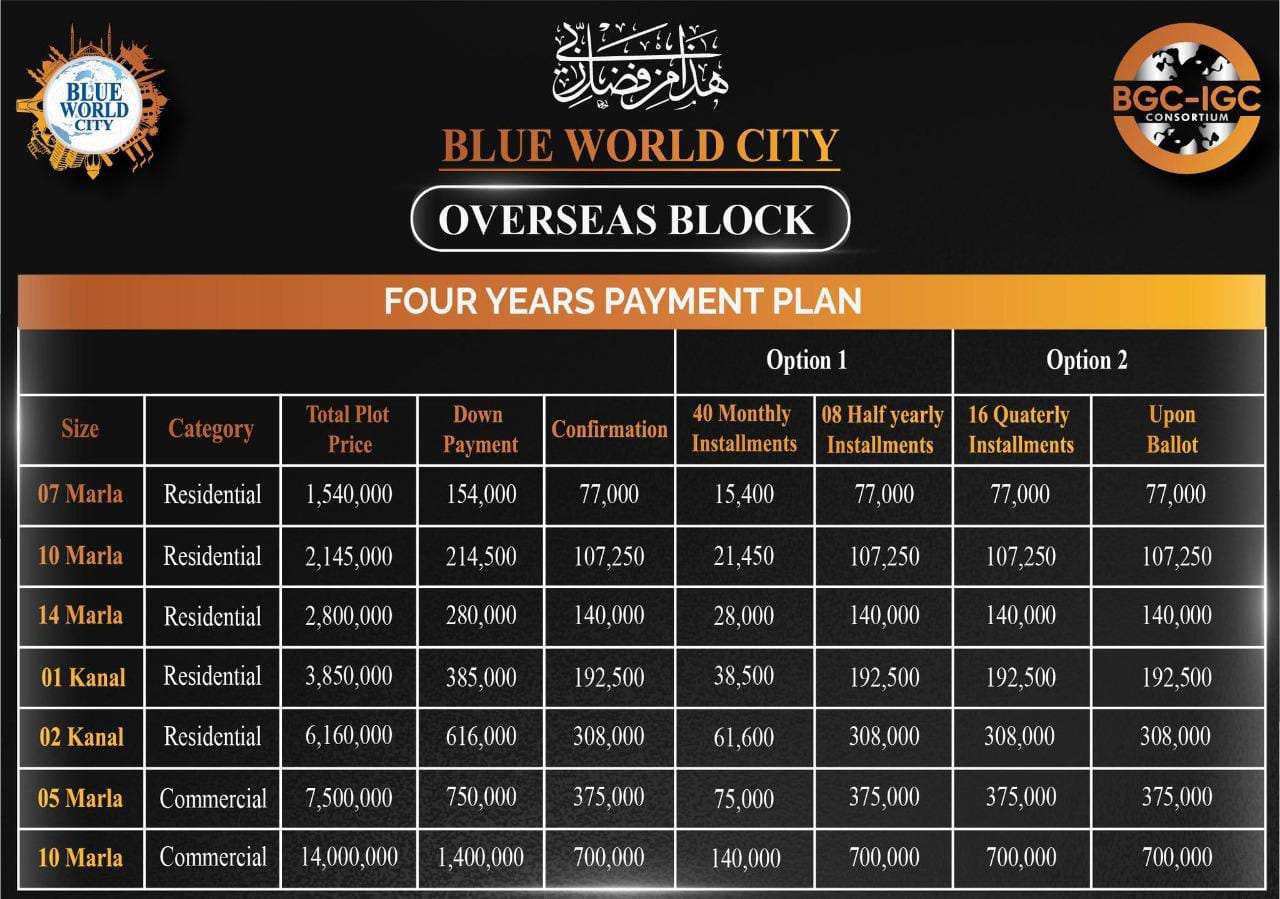 هذا من فضل ربي
BLUE WORLD CITY
BGC-IGC
CONSORTIUM
BLUE WORLD CITY
OVERSEAS BLOCK
FOUR YEARS PAYMENT PLAN
Option 1 Option 2
Size Category Total Plot Price Down Payment Confirmation 40 Monthly Installments 08 Half yearly Installments 16 Quaterly Installments Upon Ballot
07 Marla Residential 1,540,000 154,000 77,000 15,400 77,000 77,000 77,000
10 Marla Residential 2,145,000 214,500 107,250 21,450 107,250 107,250 107,250
14 Marla Residential 2,800,000 280,000 140,000 28,000 140,000 140,000 140,000
01 Kanal Residential 3,850,000 385,000 192,500 38,500 192,500 192,500 192,500
02 Kanal Residential 6,160,000 616,000 308,000 61,600 308,000 308,000 308,000
05 Marla Commercial 7,500,000 750,000 375,000 75,000 375,000 375,000 375,000
10 Marla Commercial 14,000,000 1,400,000 700,000 140,000 700,000 700,000 700,000